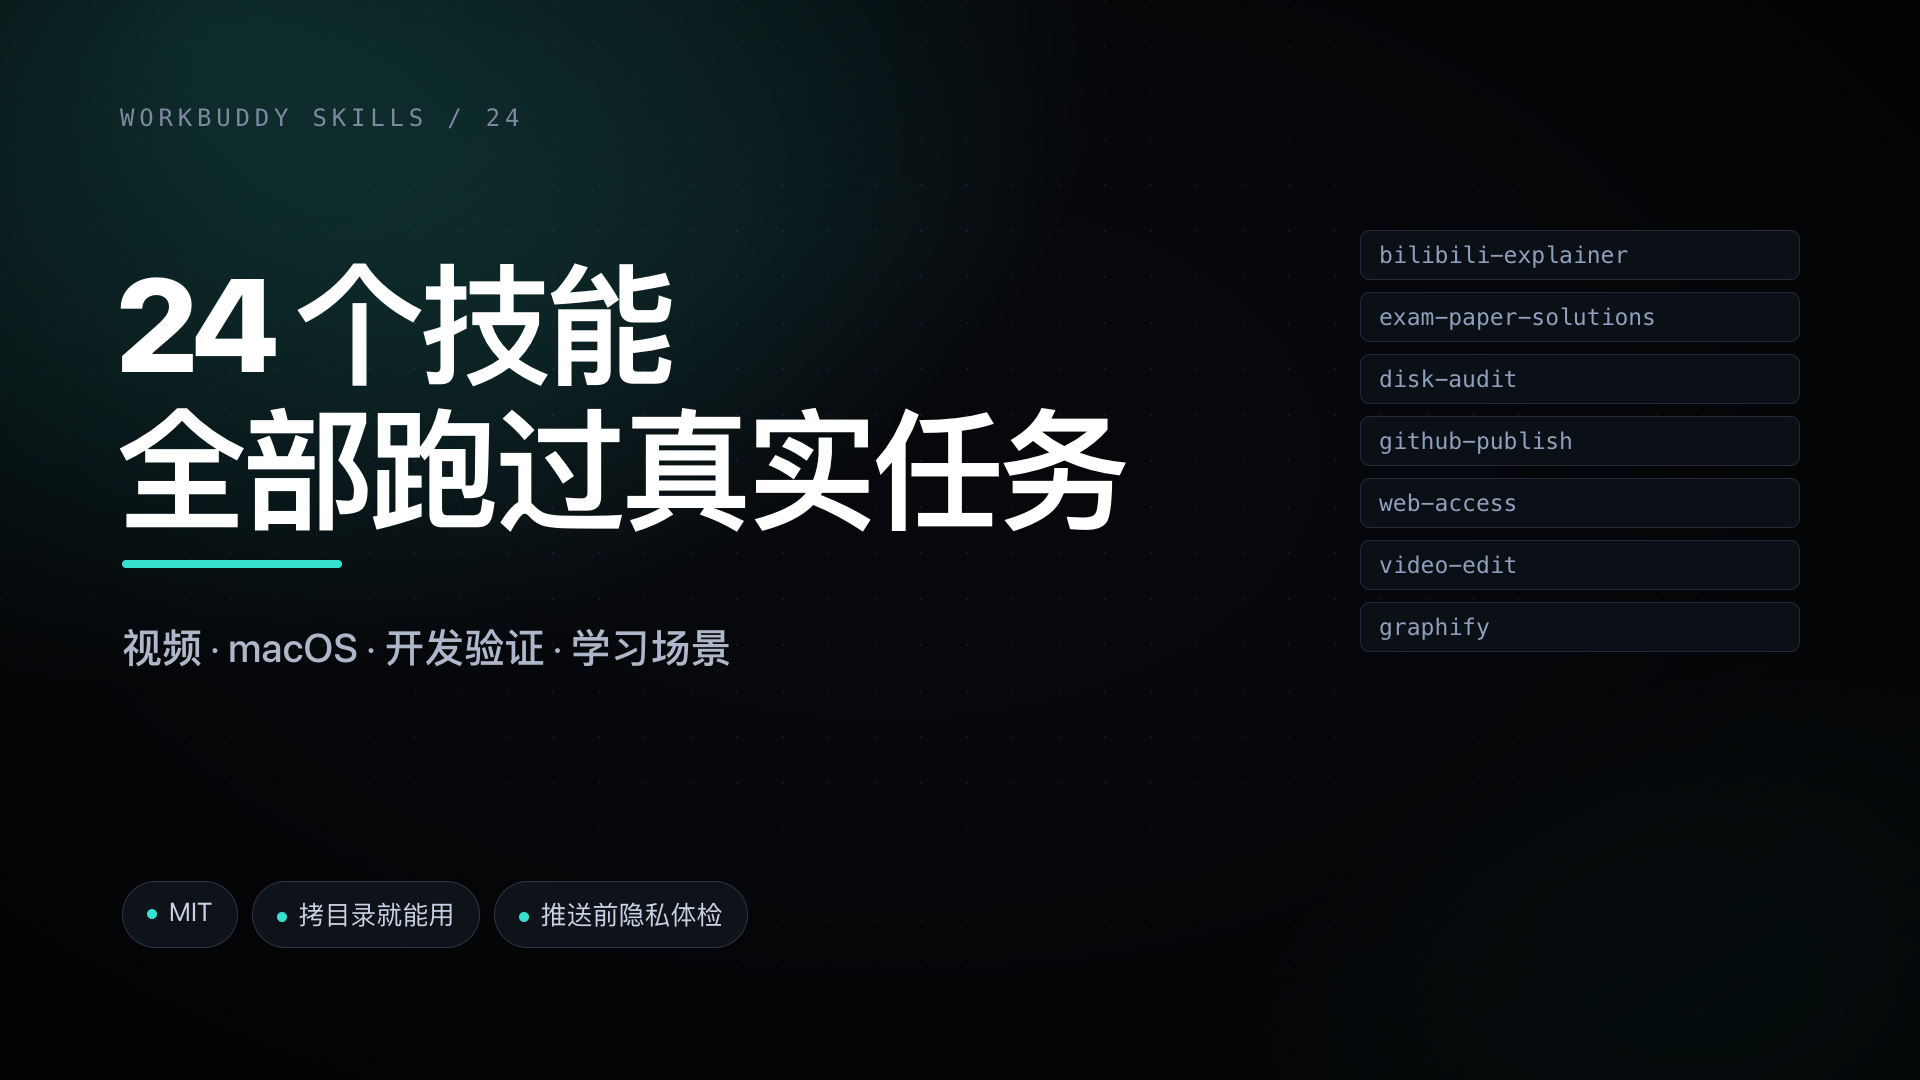 WORKBUDDY SKILLS / 24
24 个技能
全部跑过真实任务
视频 · macOS · 开发验证 · 学习场景
bilibili-explainer
exam-paper-solutions
disk-audit
github-publish
web-access
video-edit
graphify
MIT
拷目录就能用
推送前隐私体检